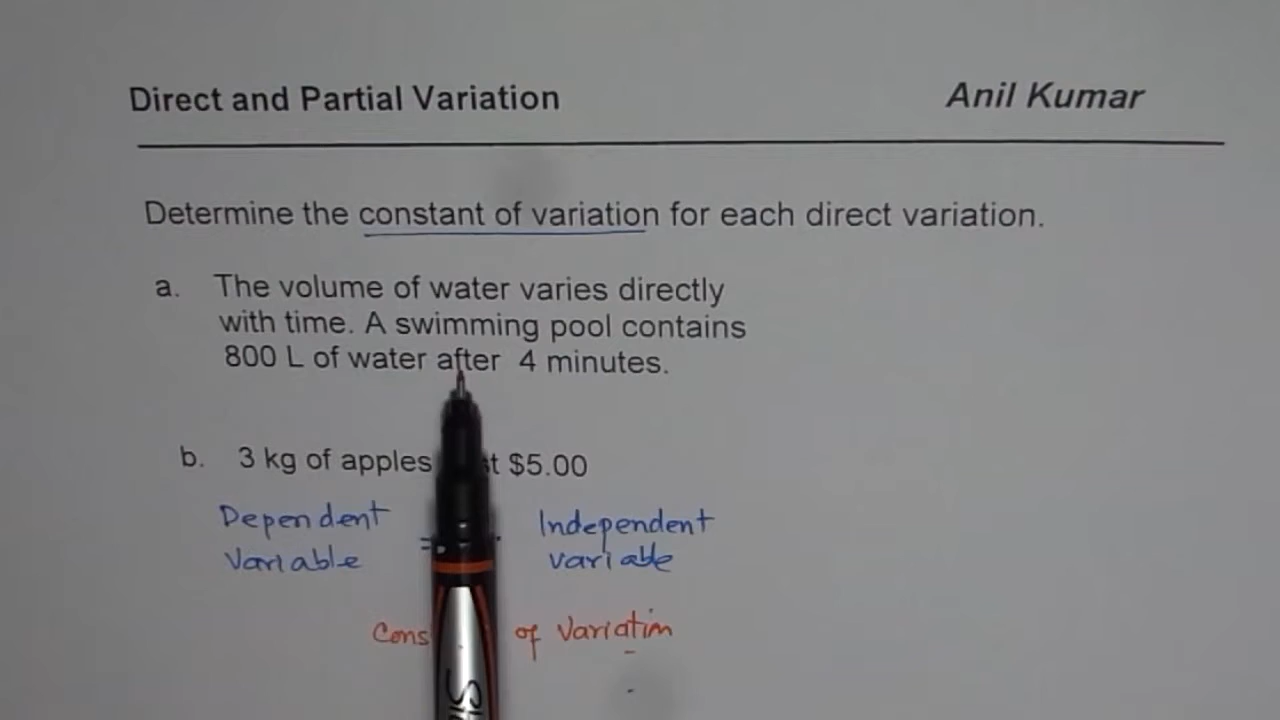 Direct and Partial Variation
Anil Kumar
Determine the constant of variation for each direct variation.
a. The volume of water varies directly
with time. A swimming pool contains
800 L of water after 4 minutes.
b. 3 kg of apples $5.00
Dependent Independent
Variable = variable
of Variation